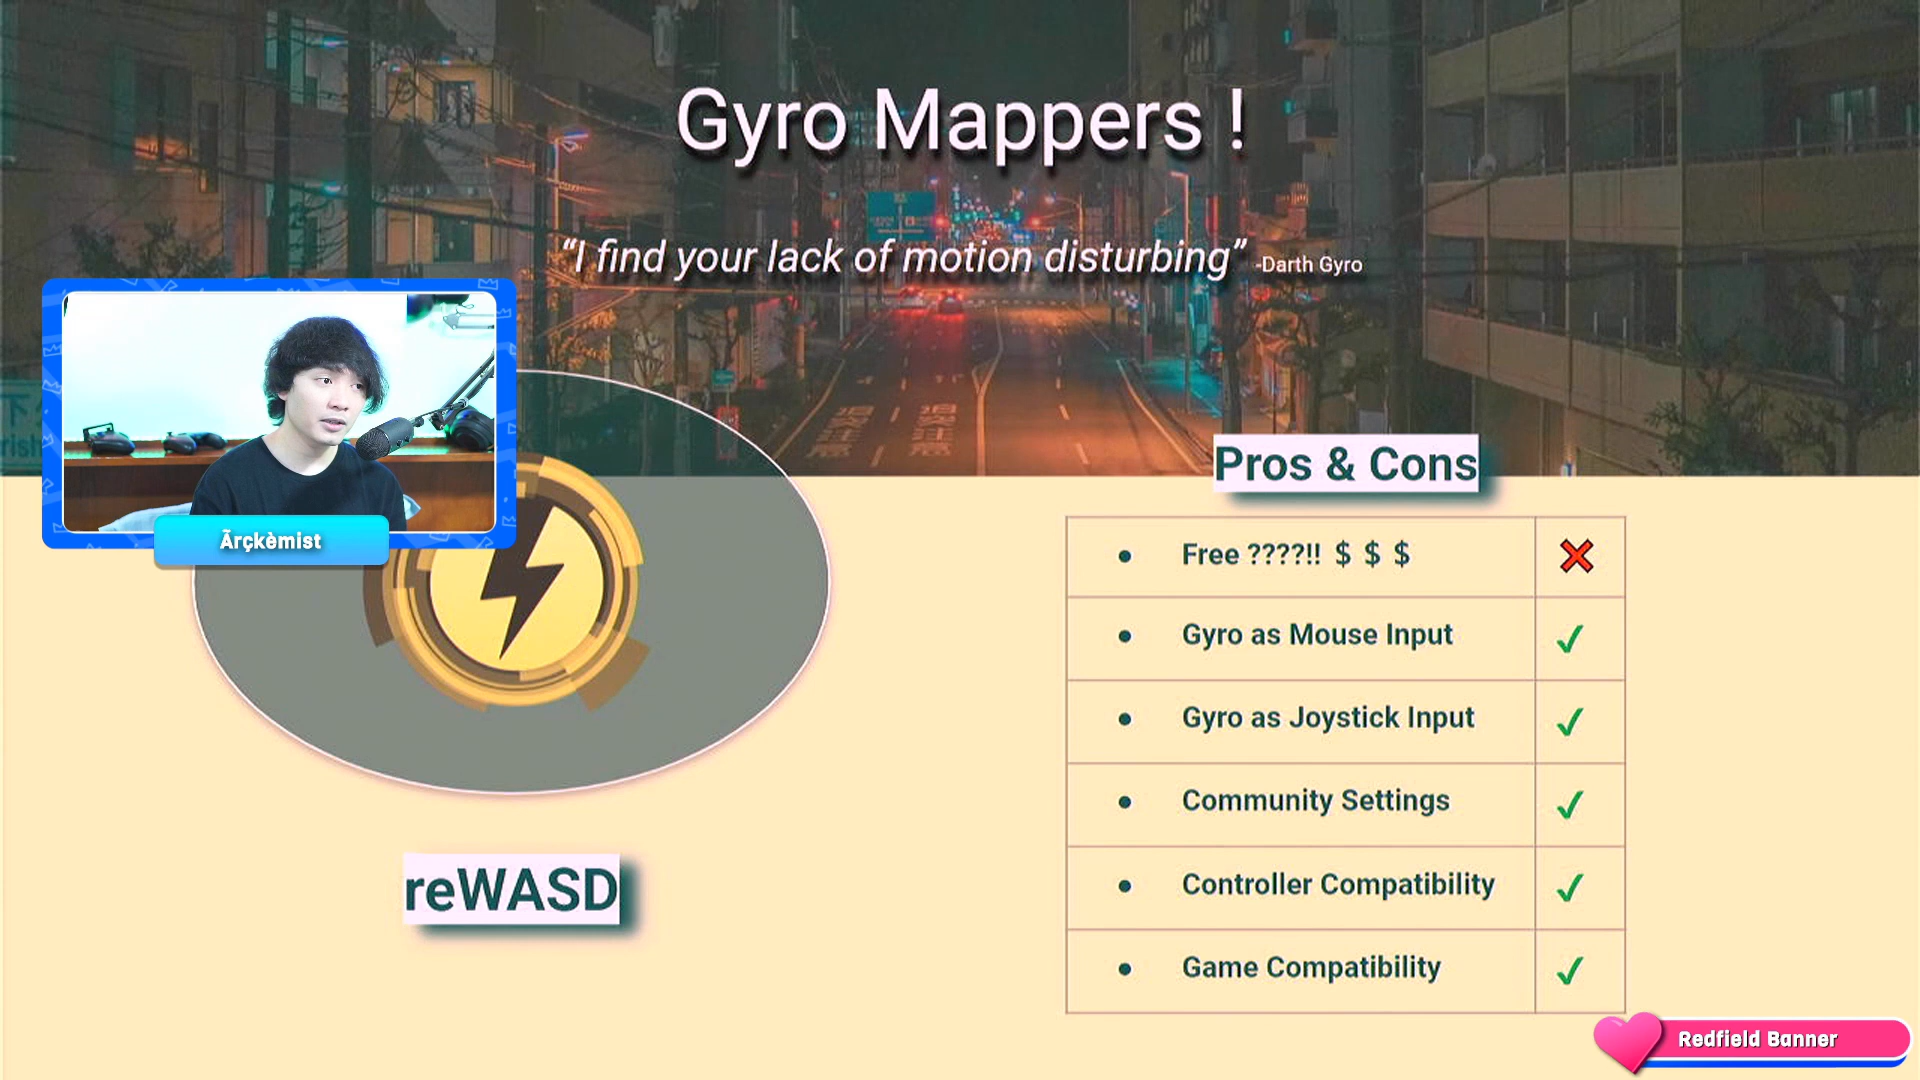 Gyro Mappers !
“I find your lack of motion disturbing” -Darth Gyro
Ãrçkèmist
reWASD
Pros & Cons
● Free ????!! $ $ $ ❌
● Gyro as Mouse Input ✓
● Gyro as Joystick Input ✓
● Community Settings ✓
● Controller Compatibility ✓
● Game Compatibility ✓
Redfield Banner